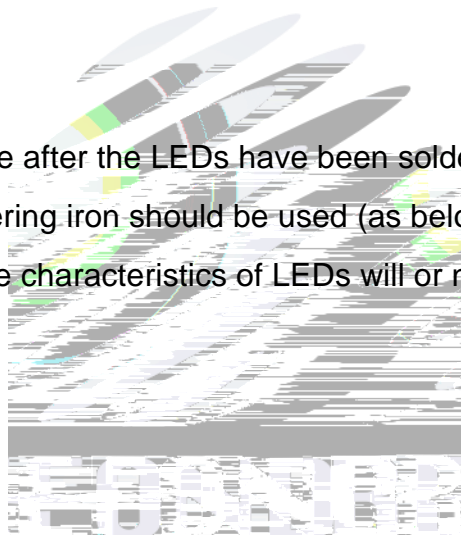 e after the LEDs have been solde
ering iron should be used (as belo
e characteristics of LEDs will or